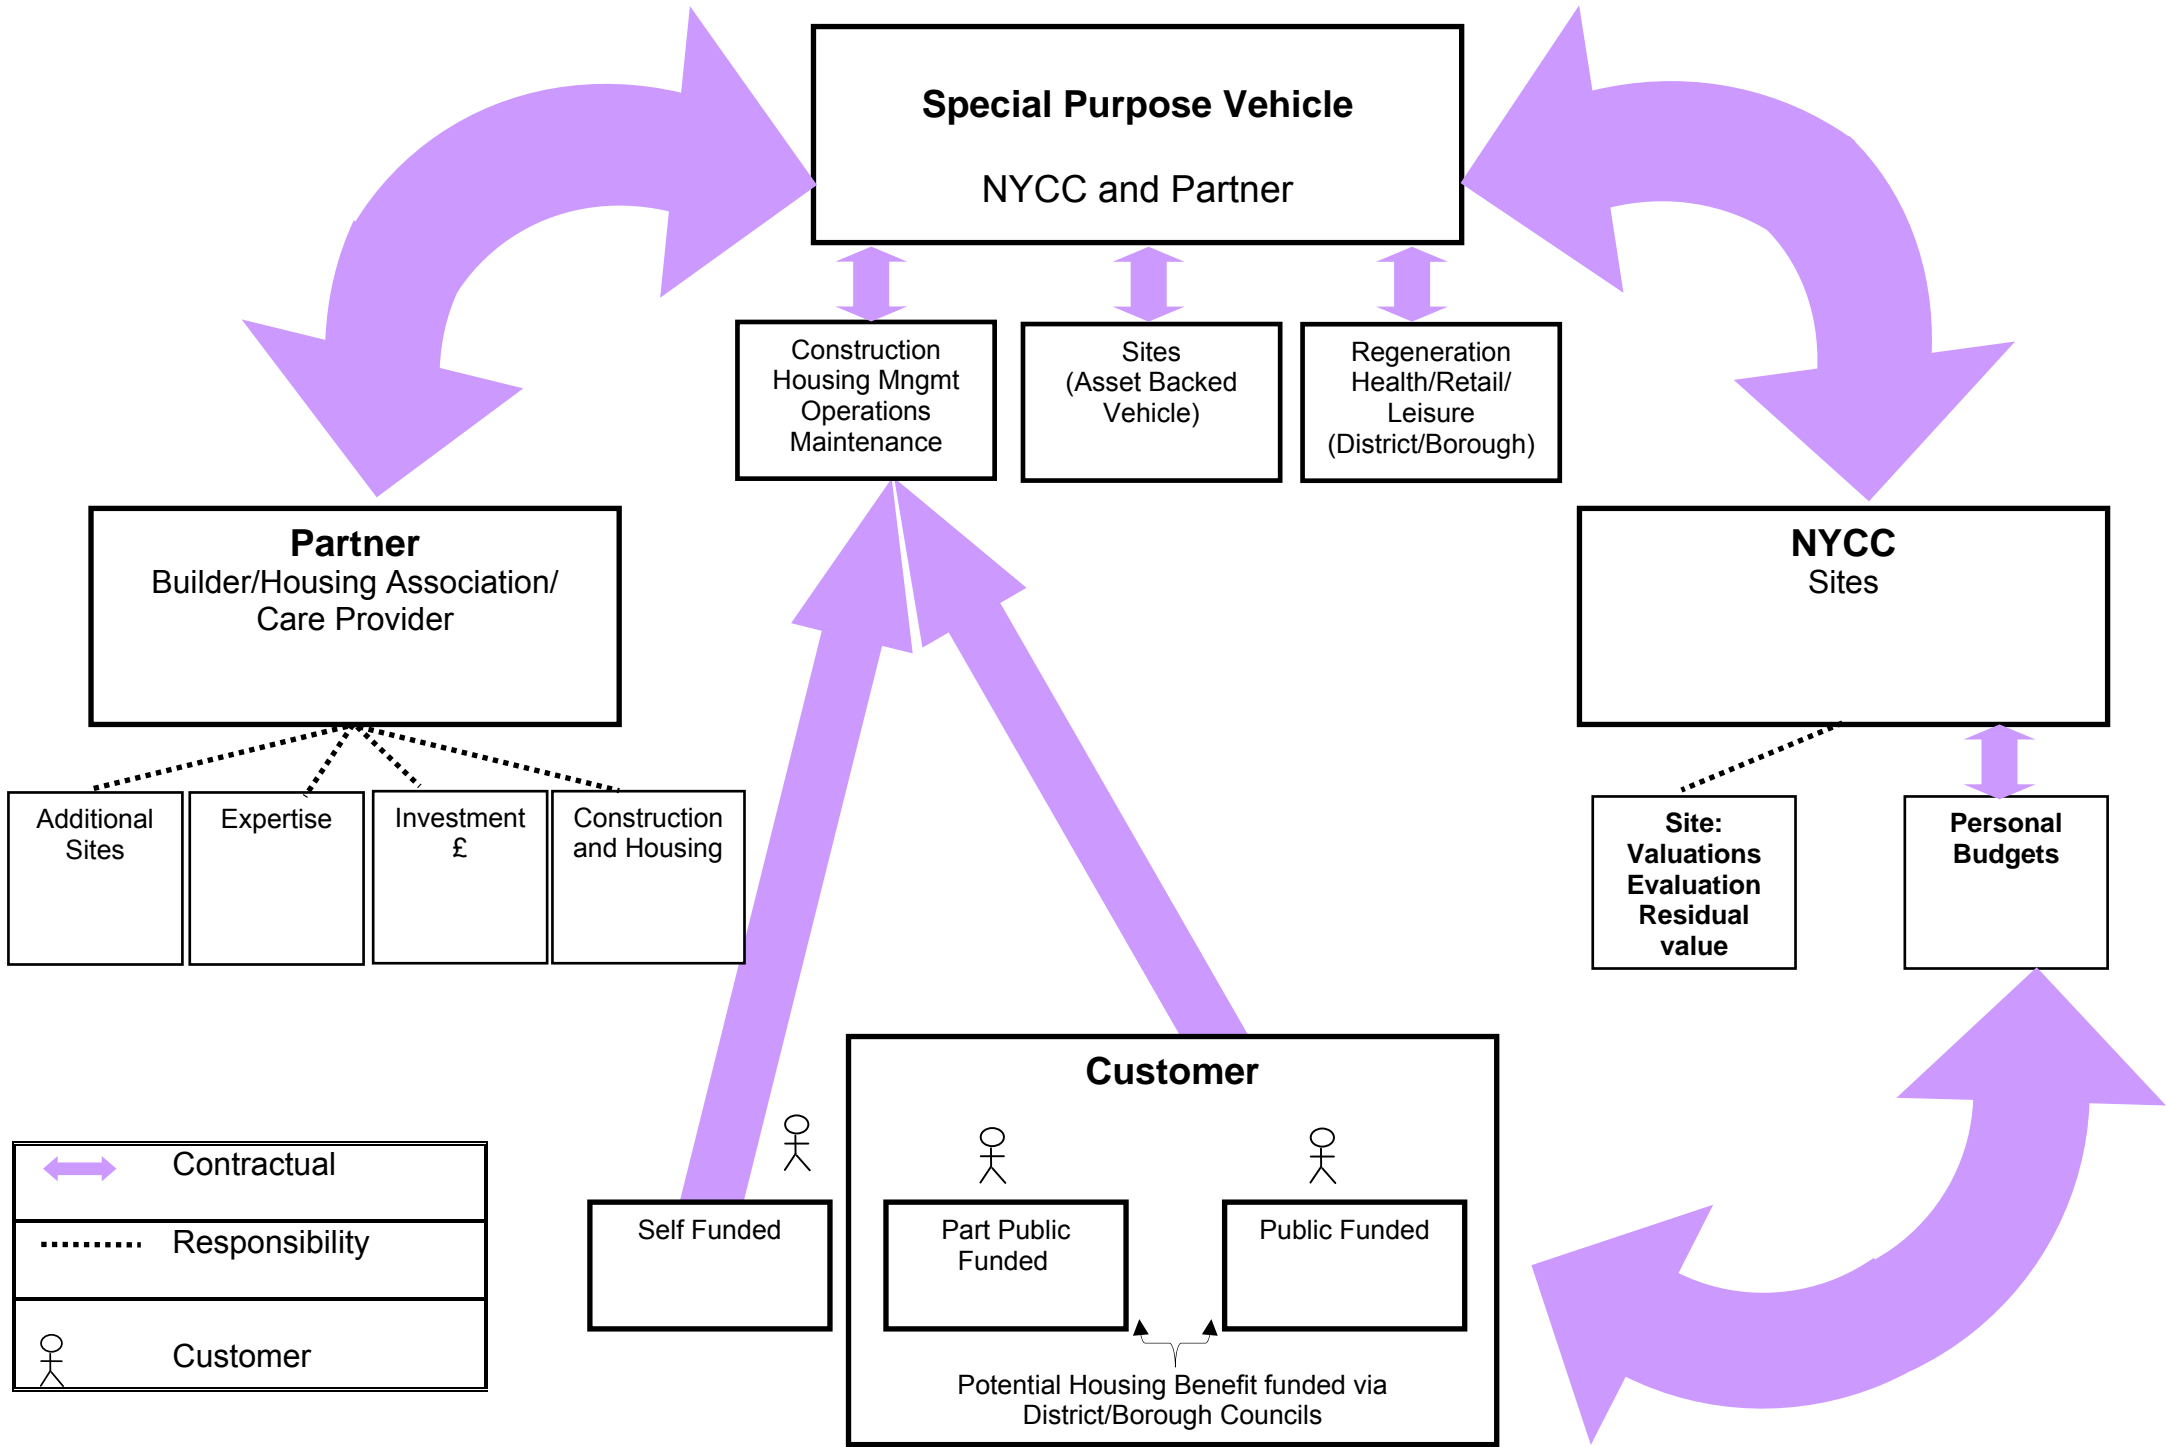 Special Purpose Vehicle
NYCC and Partner
Construction
Housing Mngmt
Operations
Maintenance
Sites
(Asset Backed
Vehicle)
Regeneration
Health/Retail/
Leisure
(District/Borough)
Partner
Builder/Housing Association/
Care Provider
NYCC
Sites
Additional
Sites
Expertise
Investment
£
Construction
and Housing
Site:
Valuations
Evaluation
Residual
value
Personal
Budgets
Customer
Self Funded
Part Public
Funded
Public Funded
Potential Housing Benefit funded via
District/Borough Councils
Contractual
Responsibility
Customer